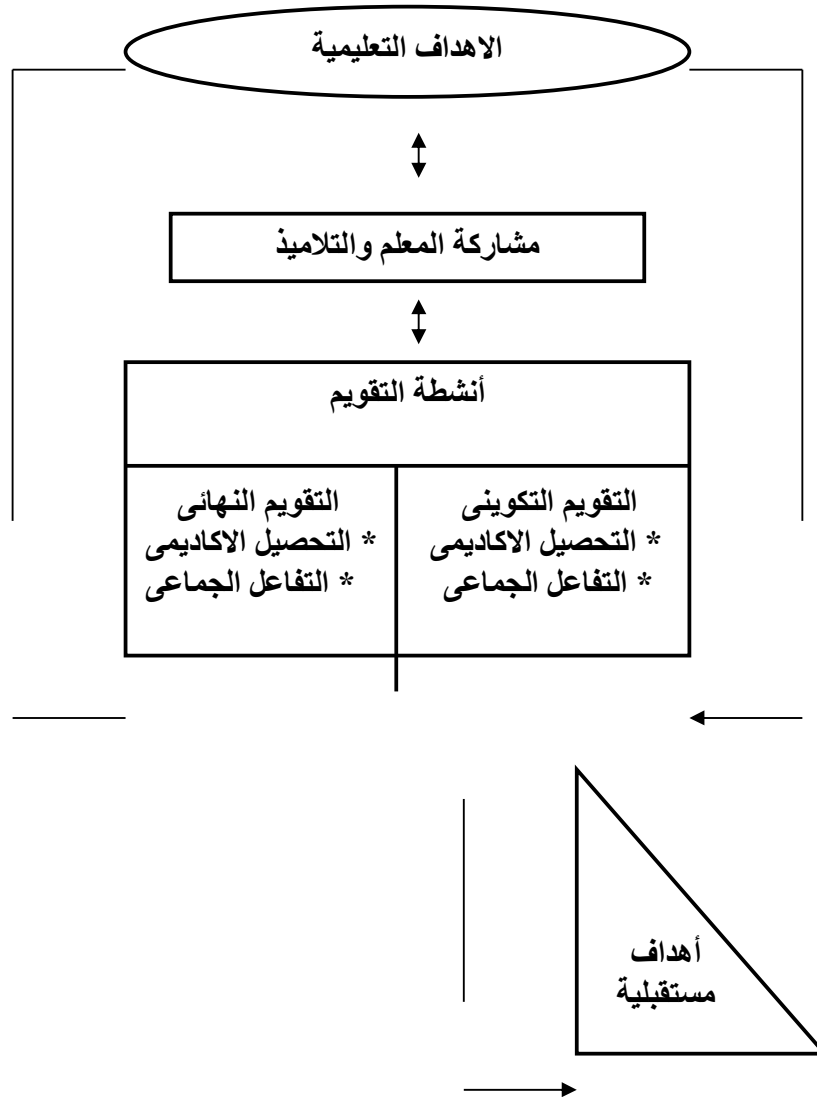 الاهداف التعليمية
مشاركة المعلم والتلاميذ
أنشطة التقويم
التقويم التكوينى
* التحصيل الاكاديمى
* التفاعل الجماعى
التقويم النهائى
* التحصيل الاكاديمى
* التفاعل الجماعى
أهداف
مستقبلية